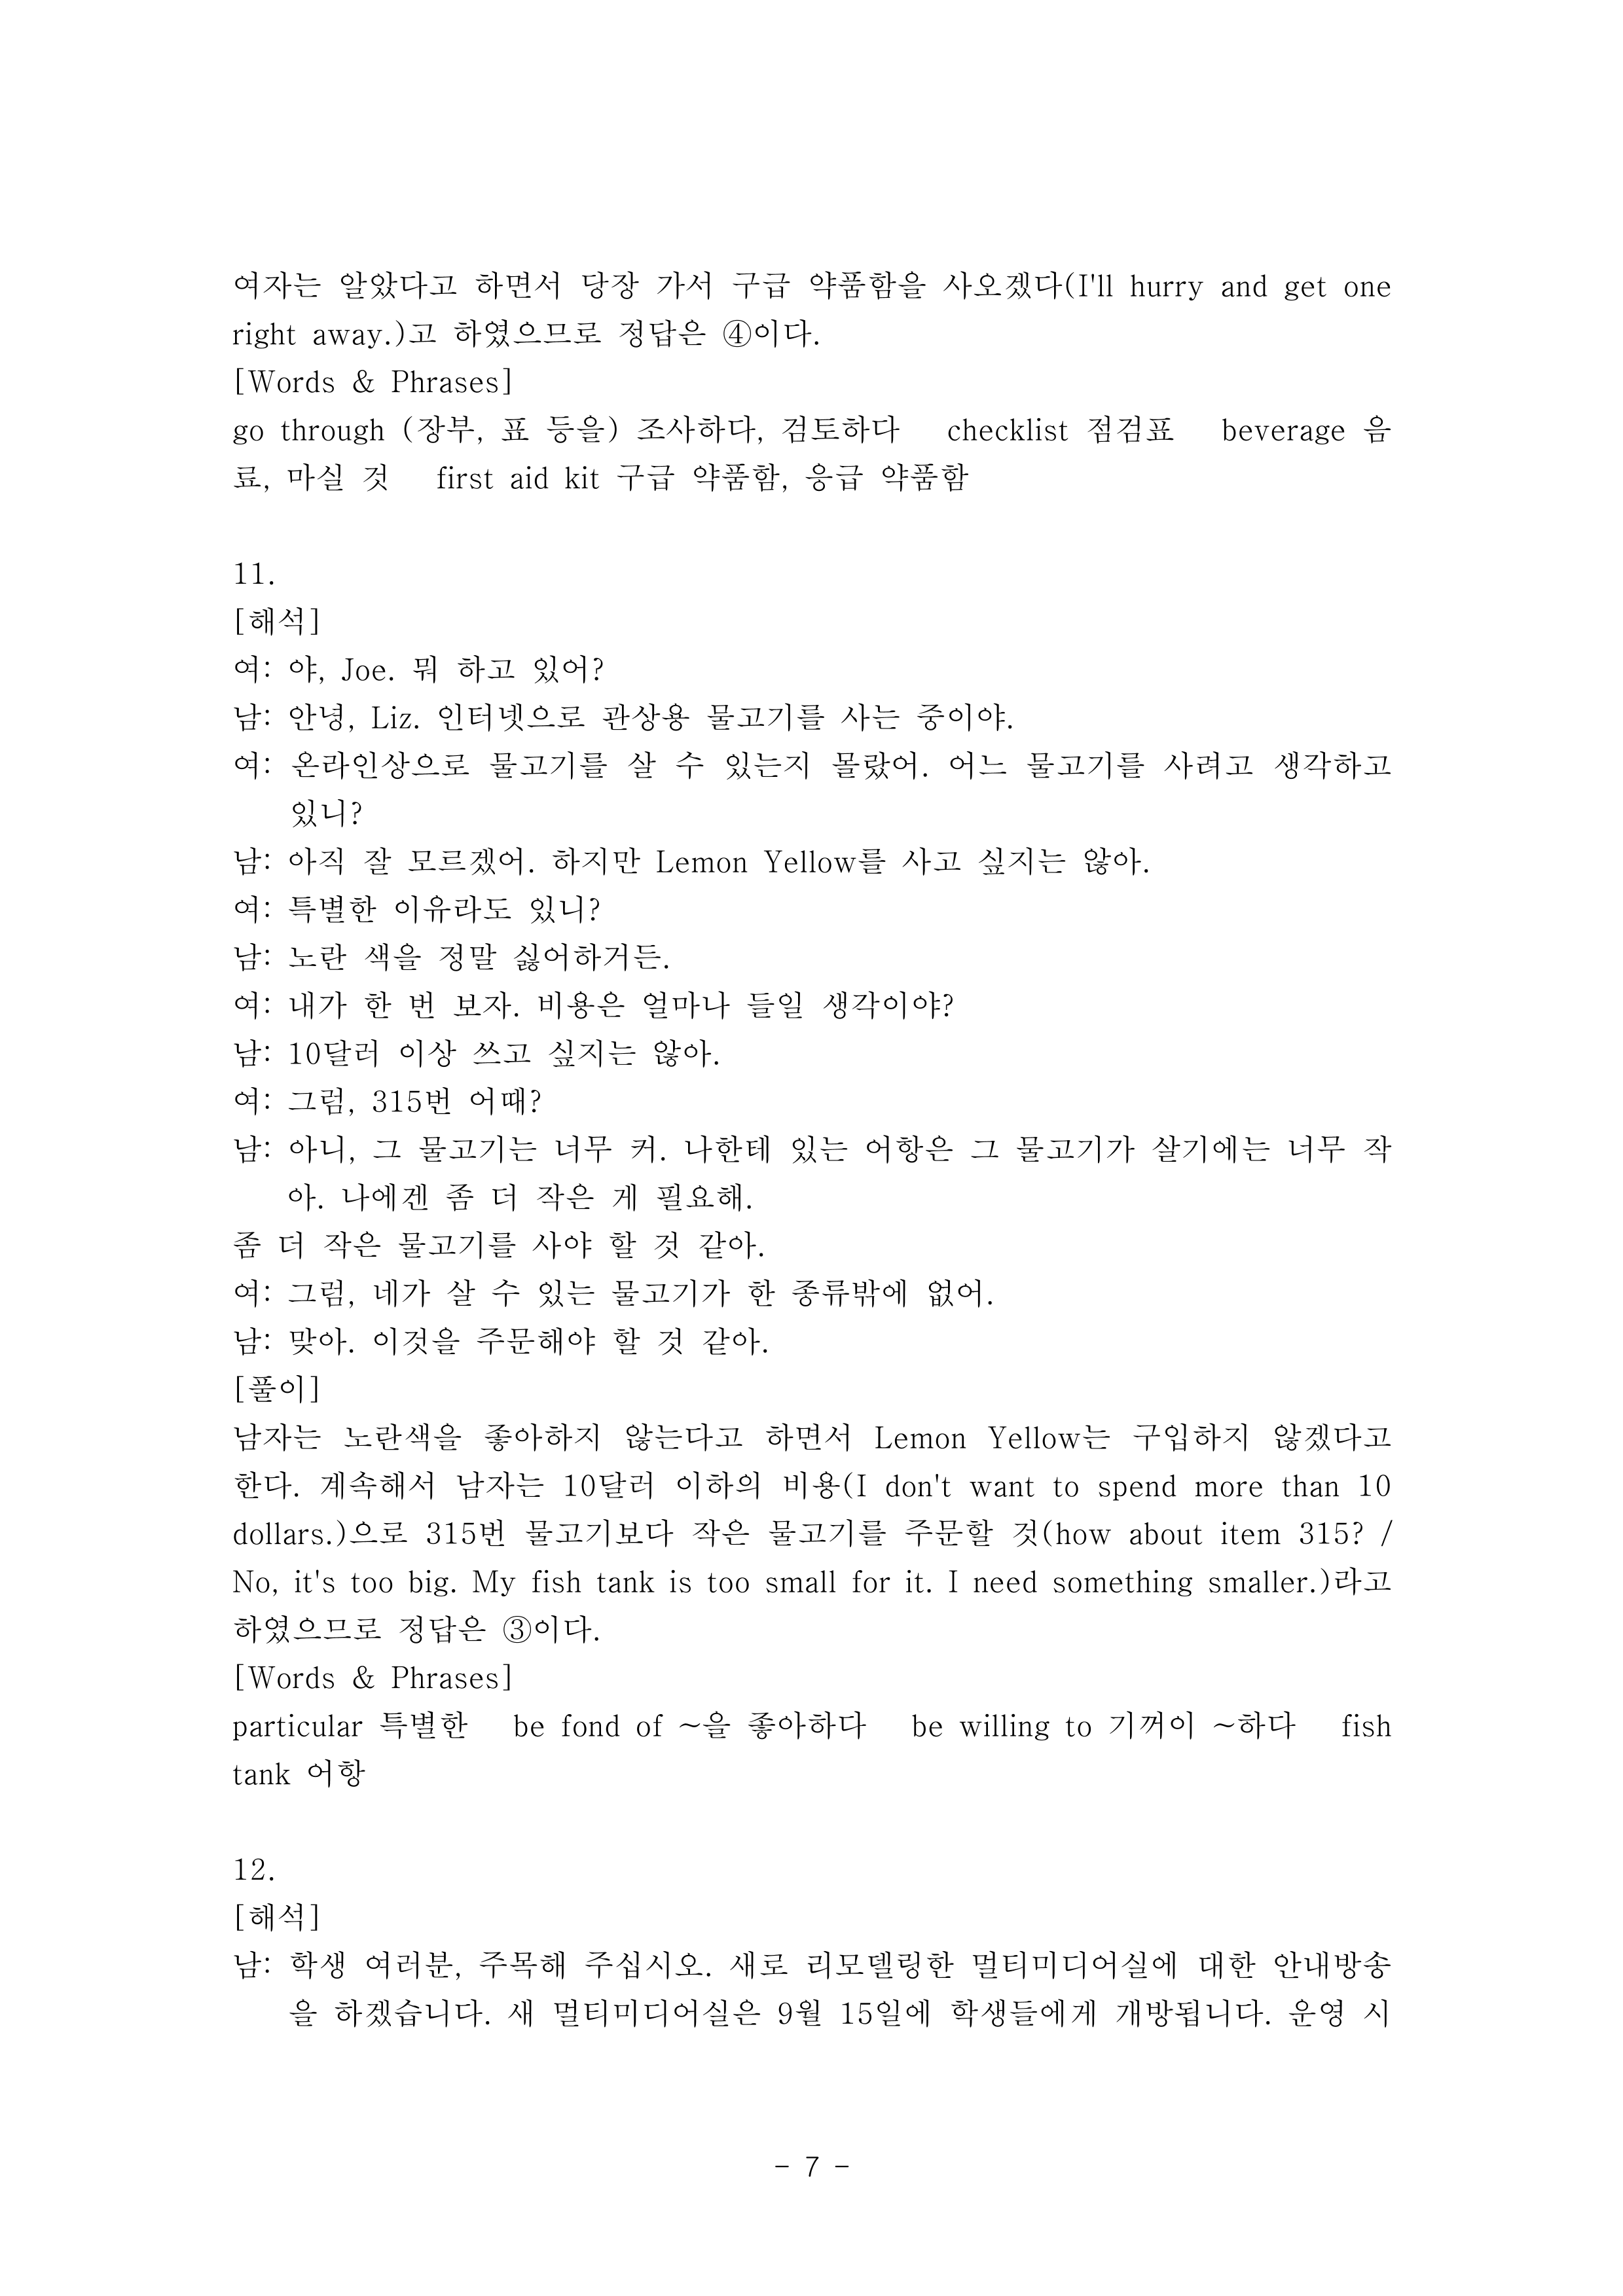 여자는 알았다고 하면서 당장 가서 구급 약품함을 사오겠다(I'll hurry and get one
right away.)고 하였으므로 정답은 ④이다.
[Words & Phrases]
go through (장부, 표 등을) 조사하다, 검토하다 checklist 점검표 beverage 음
료, 마실 것 first aid kit 구급 약품함, 응급 약품함
11.
[해석]
여: 야, Joe. 뭐 하고 있어?
남: 안녕, Liz. 인터넷으로 관상용 물고기를 사는 중이야.
여: 온라인상으로 물고기를 살 수 있는지 몰랐어. 어느 물고기를 사려고 생각하고
있니?
남: 아직 잘 모르겠어. 하지만 Lemon Yellow를 사고 싶지는 않아.
여: 특별한 이유라도 있니?
남: 노란 색을 정말 싫어하거든.
여: 내가 한 번 보자. 비용은 얼마나 들일 생각이야?
남: 10달러 이상 쓰고 싶지는 않아.
여: 그럼, 315번 어때?
남: 아니, 그 물고기는 너무 커. 나한테 있는 어항은 그 물고기가 살기에는 너무 작
아. 나에겐 좀 더 작은 게 필요해.
좀 더 작은 물고기를 사야 할 것 같아.
여: 그럼, 네가 살 수 있는 물고기가 한 종류밖에 없어.
남: 맞아. 이것을 주문해야 할 것 같아.
[풀이]
남자는 노란색을 좋아하지 않는다고 하면서 Lemon Yellow는 구입하지 않겠다고
한다. 계속해서 남자는 10달러 이하의 비용(I don't want to spend more than 10
dollars.)으로 315번 물고기보다 작은 물고기를 주문할 것(how about item 315? /
No, it's too big. My fish tank is too small for it. I need something smaller.)라고
하였으므로 정답은 ③이다.
[Words & Phrases]
particular 특별한 be fond of ~을 좋아하다 be willing to 기꺼이 ~하다 fish
tank 어항
12.
[해석]
남: 학생 여러분, 주목해 주십시오. 새로 리모델링한 멀티미디어실에 대한 안내방송
을 하겠습니다. 새 멀티미디어실은 9월 15일에 학생들에게 개방됩니다. 운영 시
- 7 -